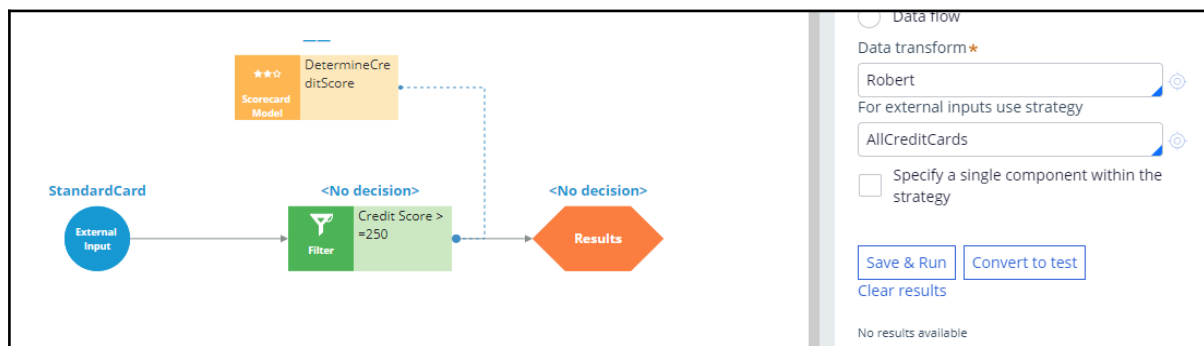 ——
DetermineCre
ditScore
Scorecard
Model
StandardCard
External
Input
<No decision>
Credit Score >
=250
Filter
<No decision>
Results
Data flow
Data transform*
Robert
For external inputs use strategy
AllCreditCards
Specify a single component within the
strategy
Save & Run
Convert to test
Clear results
No results available